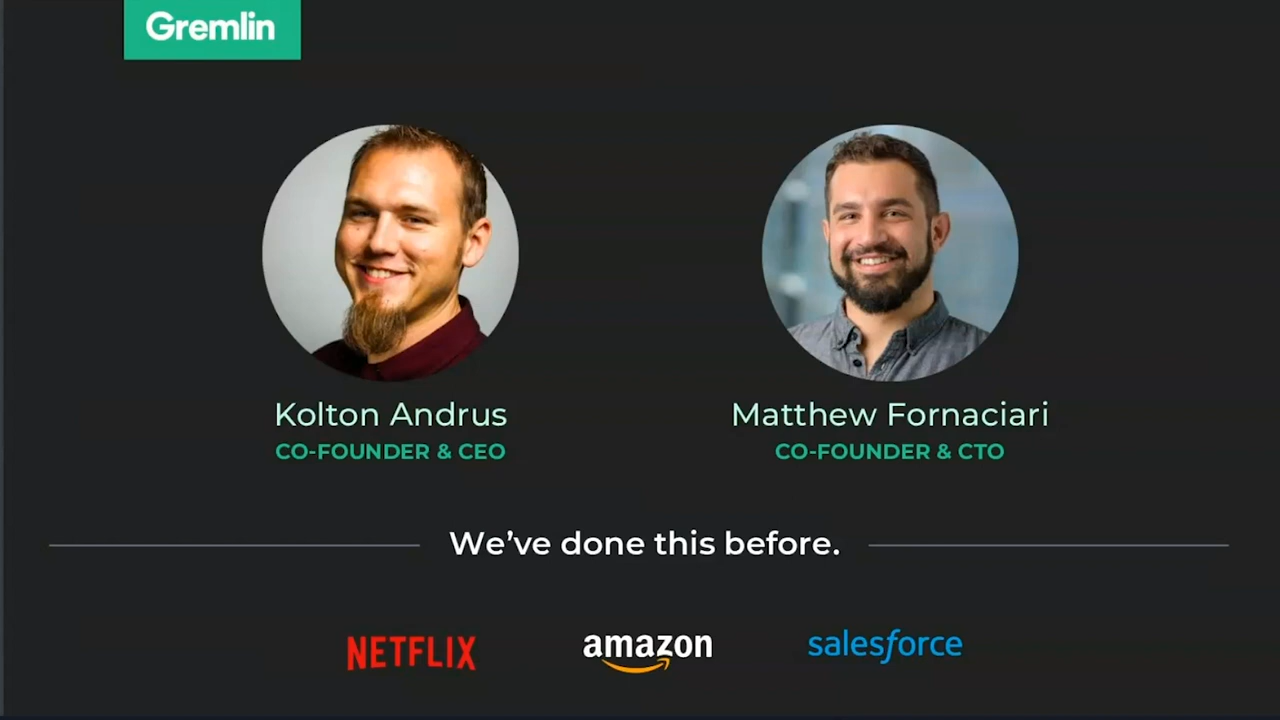 Gremlin
Kolton Andrus
CO-FOUNDER & CEO
Matthew Fornaciari
CO-FOUNDER & CTO
We've done this before.
NETFLIX
amazon
salesforce